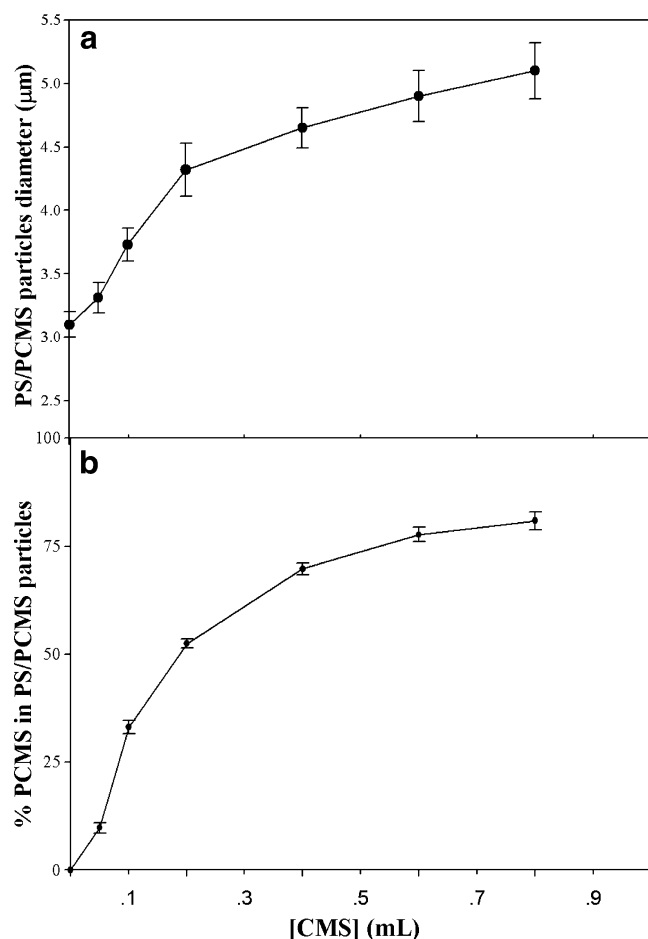 a
5.5
5.0
4.5
4.0
3.5
3.0
2.5
PS/PCMS particles diameter (μm)
b
100
75
50
25
0
% PCMS in PS/PCMS particles
.1 .3 .5 .7 .9
[CMS] (mL)